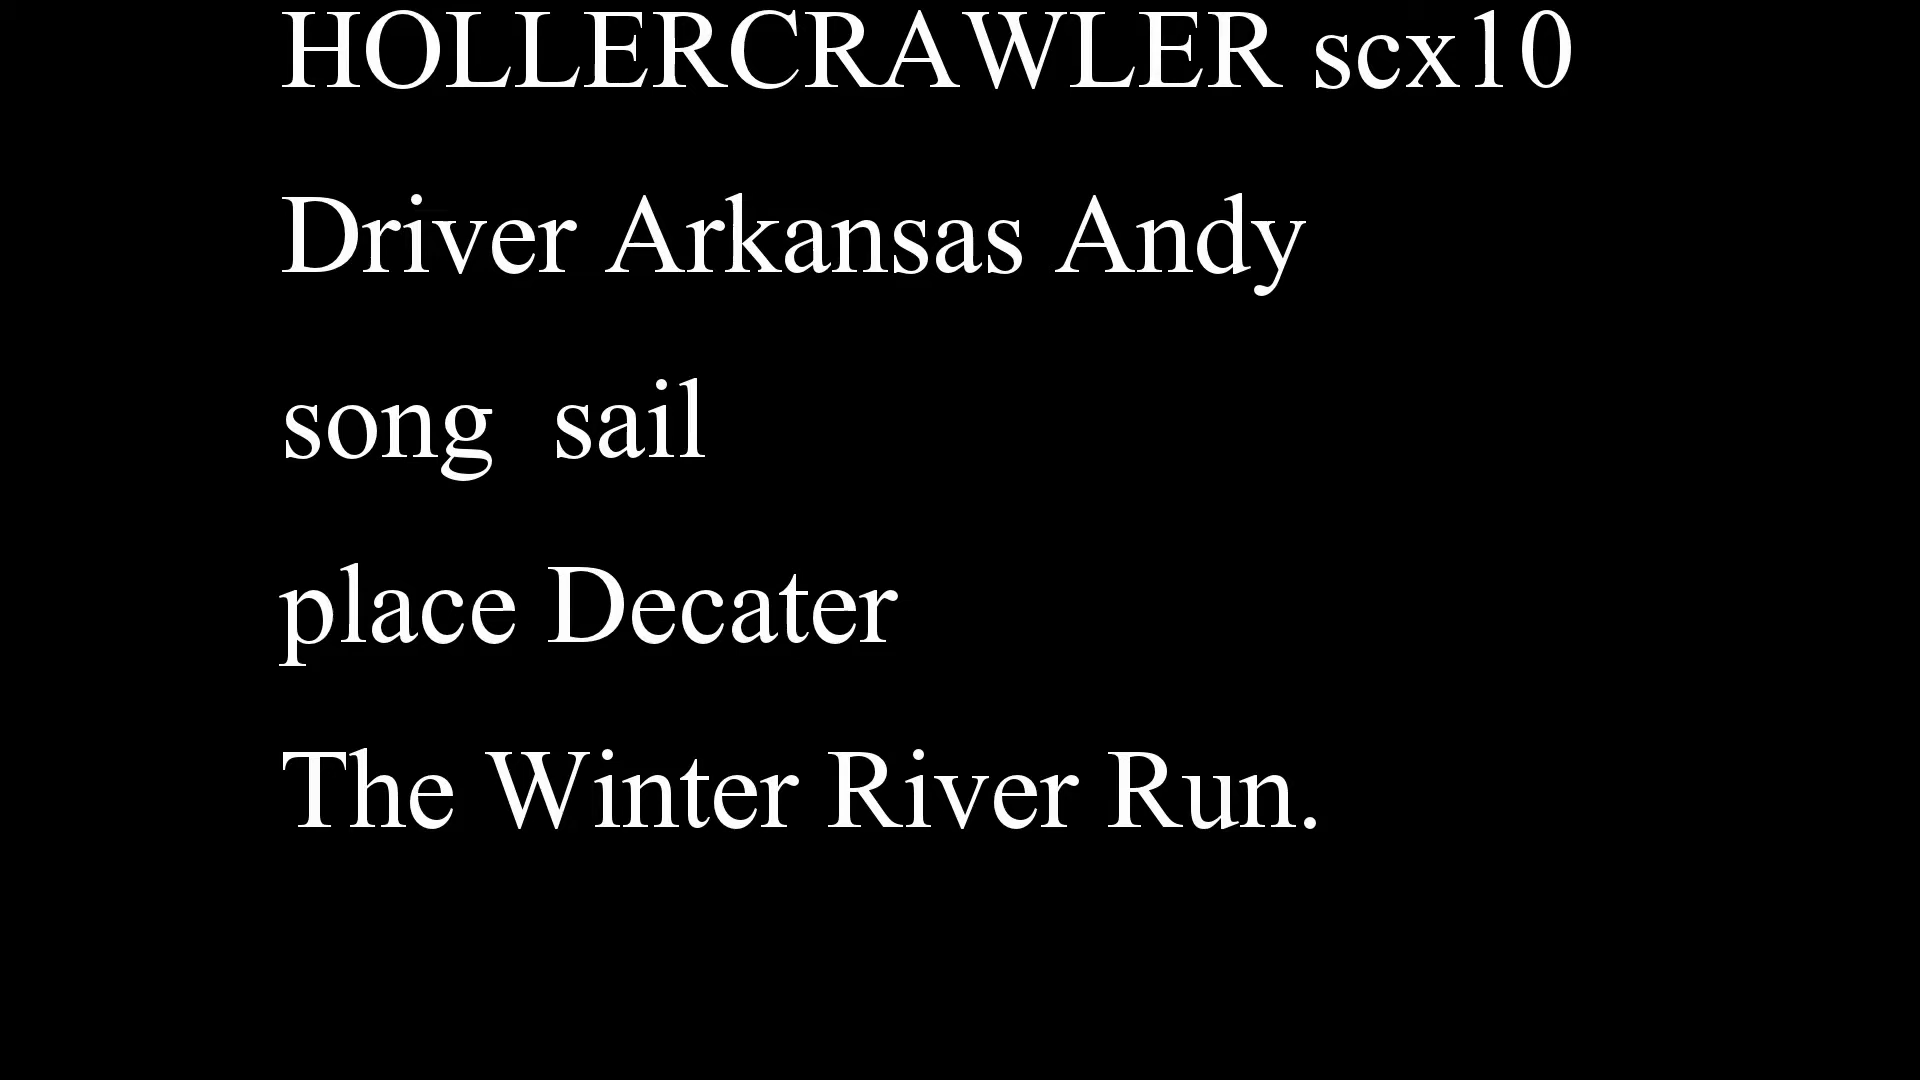 HOLLERCRAWLER scx10
Driver Arkansas Andy
song  sail
place Decater
The Winter River Run.